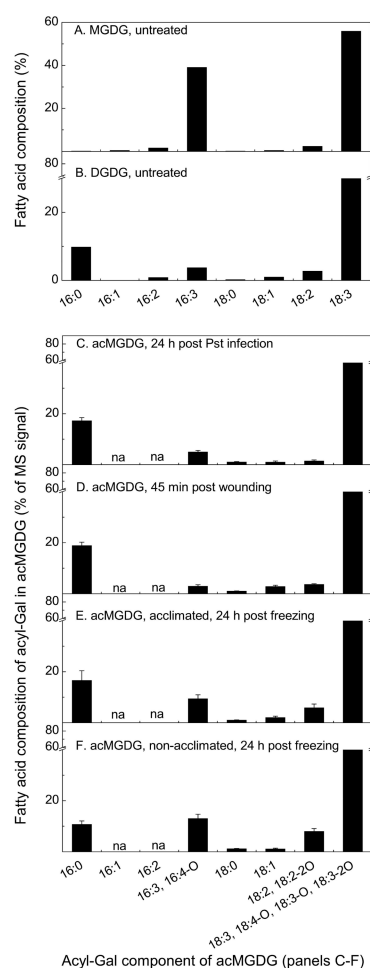 Fatty acid composition (%)
A. MGDG, untreated
60
40
20
B. DGDG, untreated
80
20
0
16:0 16:1 16:2 16:3 18:0 18:1 18:2 18:3
Fatty acid composition of acyl-Gal in acMGDG (% of MS signal)
C. acMGDG, 24 h post Pst infection
80
60
20
na na
D. acMGDG, 45 min post wounding
80
60
20
na na
E. acMGDG, acclimated, 24 h post freezing
80
60
20
na na
F. acMGDG, non-acclimated, 24 h post freezing
80
60
20
na na
16:0 16:1 16:2 16:3, 16:4-O 18:0 18:1 18:2, 18:2-2O 18:3, 18:4-O, 18:3-O, 18:3-2O
Acyl-Gal component of acMGDG (panels C-F)